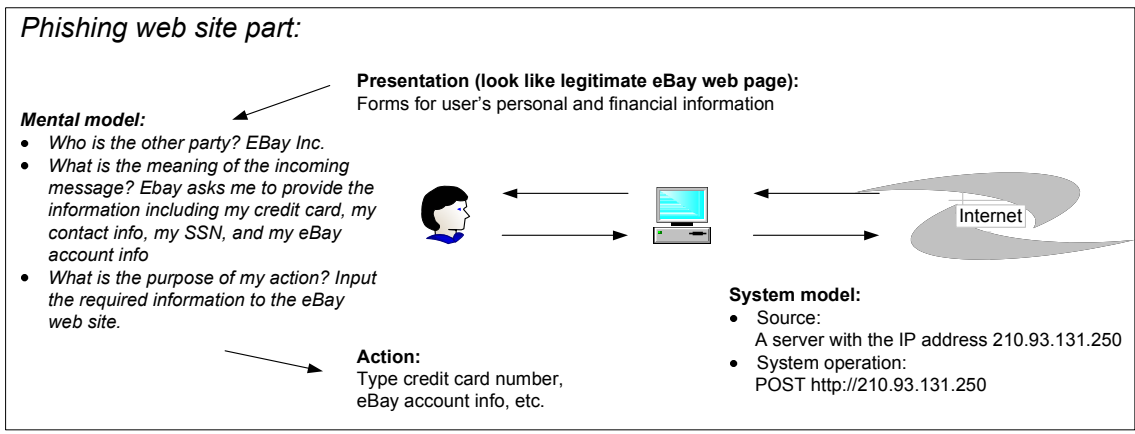 Phishing web site part:
Presentation (look like legitimate eBay web page):
Forms for user's personal and financial information
Mental model:
• Who is the other party? EBay Inc.
• What is the meaning of the incoming
message? Ebay asks me to provide the
information including my credit card, my
contact info, my SSN, and my eBay
account info
• What is the purpose of my action? Input
the required information to the eBay
web site.
Internet
System model:
• Source:
A server with the IP address 210.93.131.250
• System operation:
POST http://210.93.131.250
Action:
Type credit card number,
eBay account info, etc.